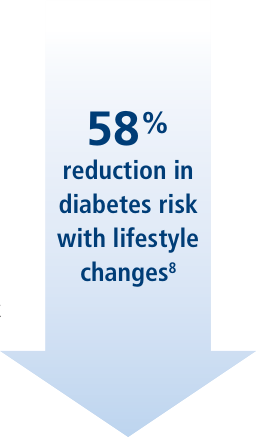 58%
reduction in
diabetes risk
with lifestyle
changes⁸